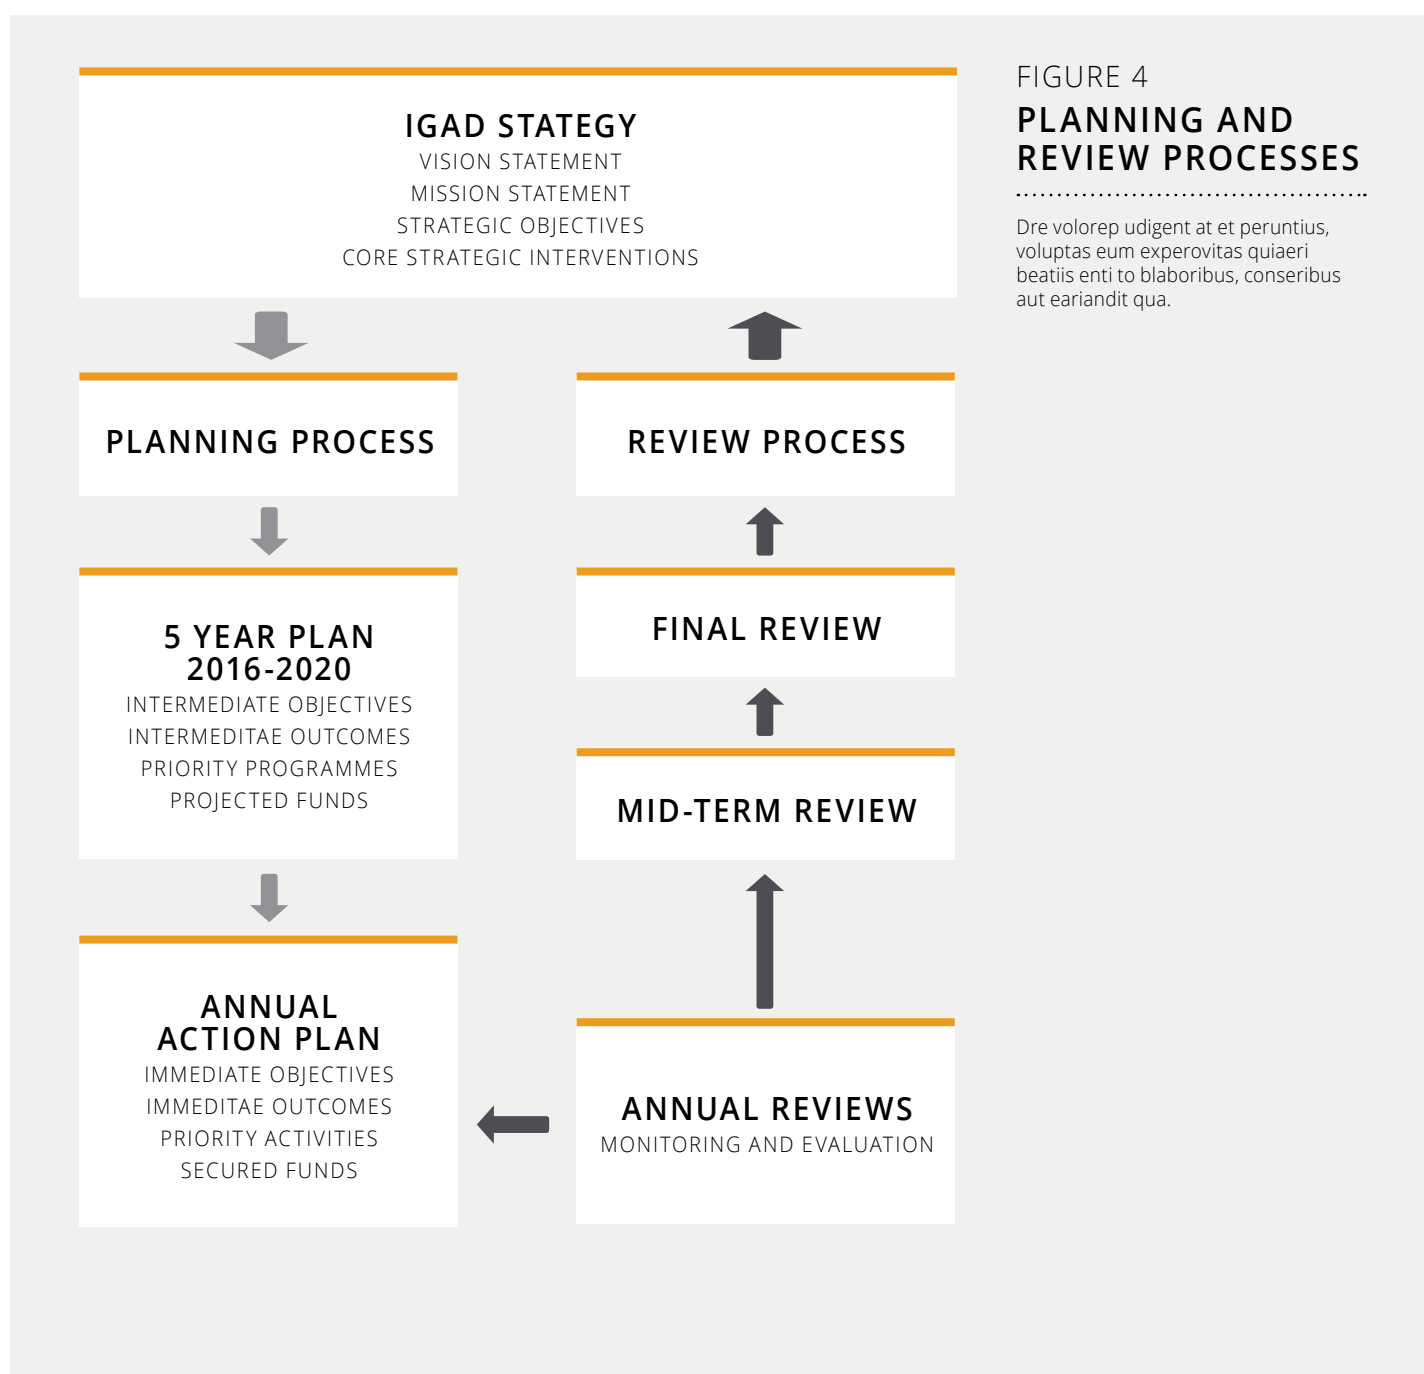 FIGURE 4
PLANNING AND
REVIEW PROCESSES
Dre volorep udigent at et peruntius,
voluptas eum experovitas quiaeri
beatiis enti to blaboribus, conseribus
aut eariandit qua.
IGAD STATEGY
VISION STATEMENT
MISSION STATEMENT
STRATEGIC OBJECTIVES
CORE STRATEGIC INTERVENTIONS
PLANNING PROCESS
5 YEAR PLAN
2016-2020
INTERMEDIATE OBJECTIVES
INTERMEDITAE OUTCOMES
PRIORITY PROGRAMMES
PROJECTED FUNDS
ANNUAL
ACTION PLAN
IMMEDIATE OBJECTIVES
IMMEDITAE OUTCOMES
PRIORITY ACTIVITIES
SECURED FUNDS
REVIEW PROCESS
FINAL REVIEW
MID-TERM REVIEW
ANNUAL REVIEWS
MONITORING AND EVALUATION